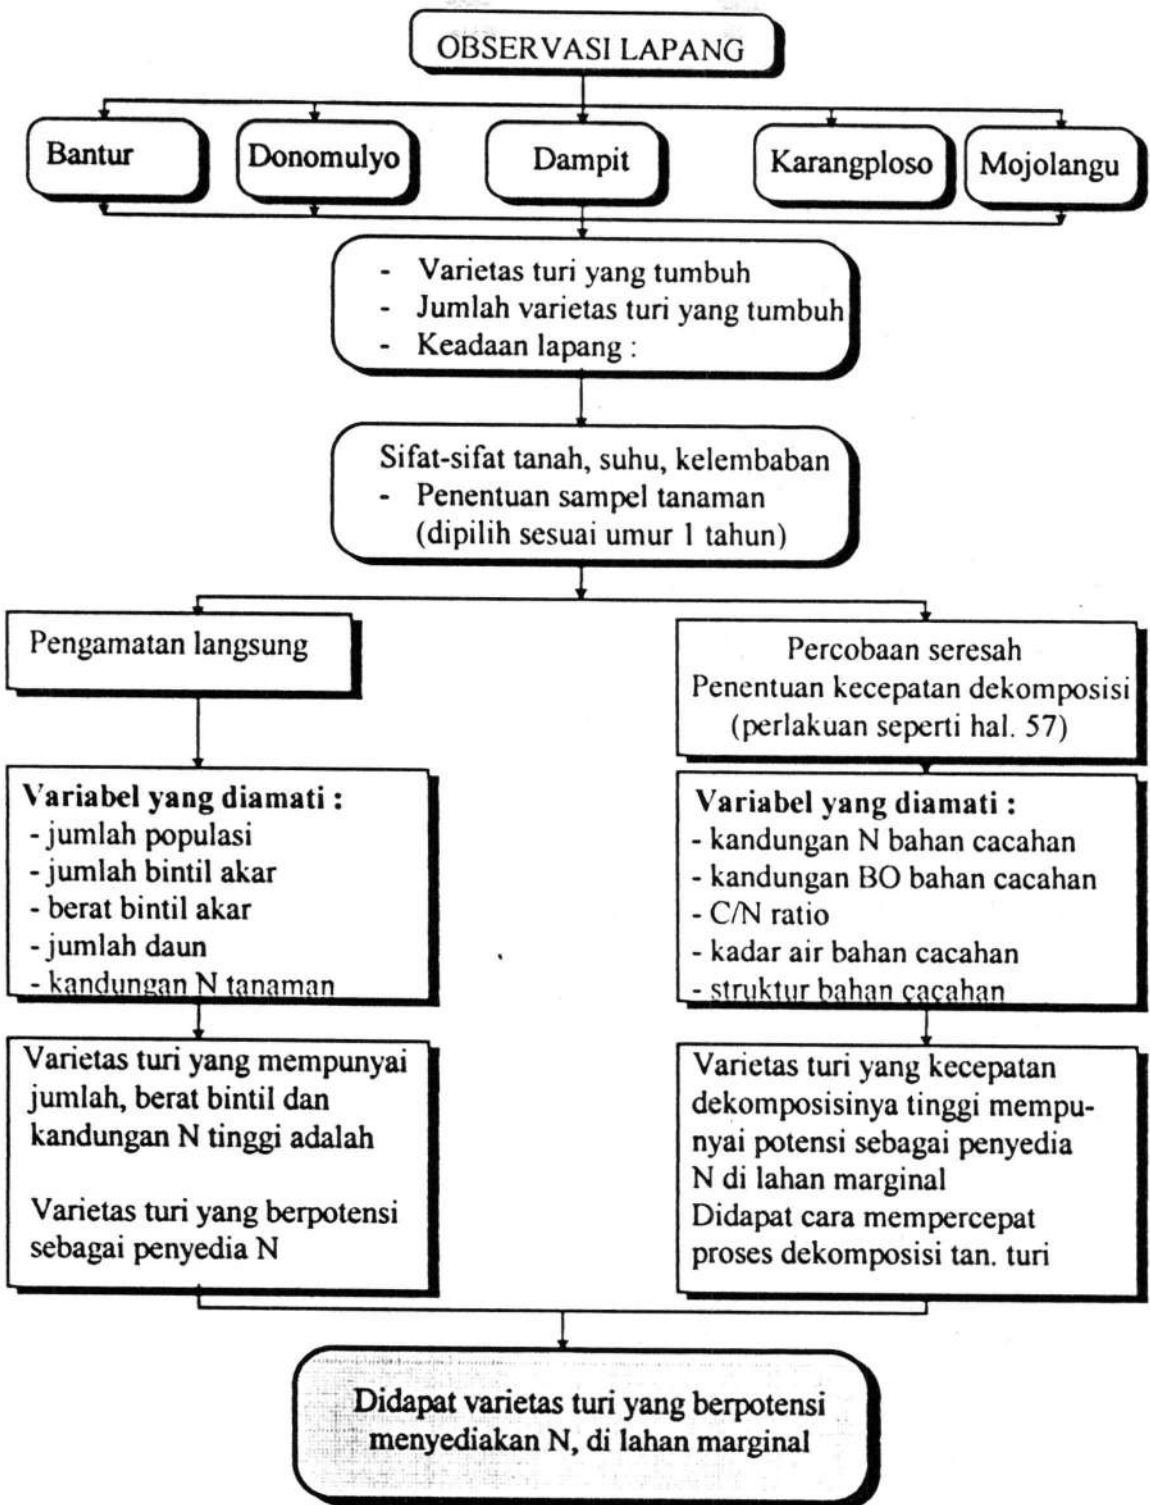 OBSERVASI LAPANG
Bantur
Donomulyo
Dampit
Karangploso
Mojolangu
- Varietas turi yang tumbuh
- Jumlah varietas turi yang tumbuh
- Keadaan lapang :
Sifat-sifat tanah, suhu, kelembaban
- Penentuan sampel tanaman
(dipilih sesuai umur 1 tahun)
Pengamatan langsung
Variabel yang diamati :
- jumlah populasi
- jumlah bintil akar
- berat bintil akar
- jumlah daun
- kandungan N tanaman
Varietas turi yang mempunyai
jumlah, berat bintil dan
kandungan N tinggi adalah
Varietas turi yang berpotensi
sebagai penyedia N
Percobaan seresah
Penentuan kecepatan dekomposisi
(perlakuan seperti hal. 57)
Variabel yang diamati :
- kandungan N bahan cacahan
- kandungan BO bahan cacahan
- C/N ratio
- kadar air bahan cacahan
- struktur bahan cacahan
Varietas turi yang kecepatan
dekomposisinya tinggi mempu-
nyai potensi sebagai penyedia
N di lahan marginal
Didapat cara mempercepat
proses dekomposisi tan. turi
Didapat varietas turi yang berpotensi
menyediakan N, di lahan marginal